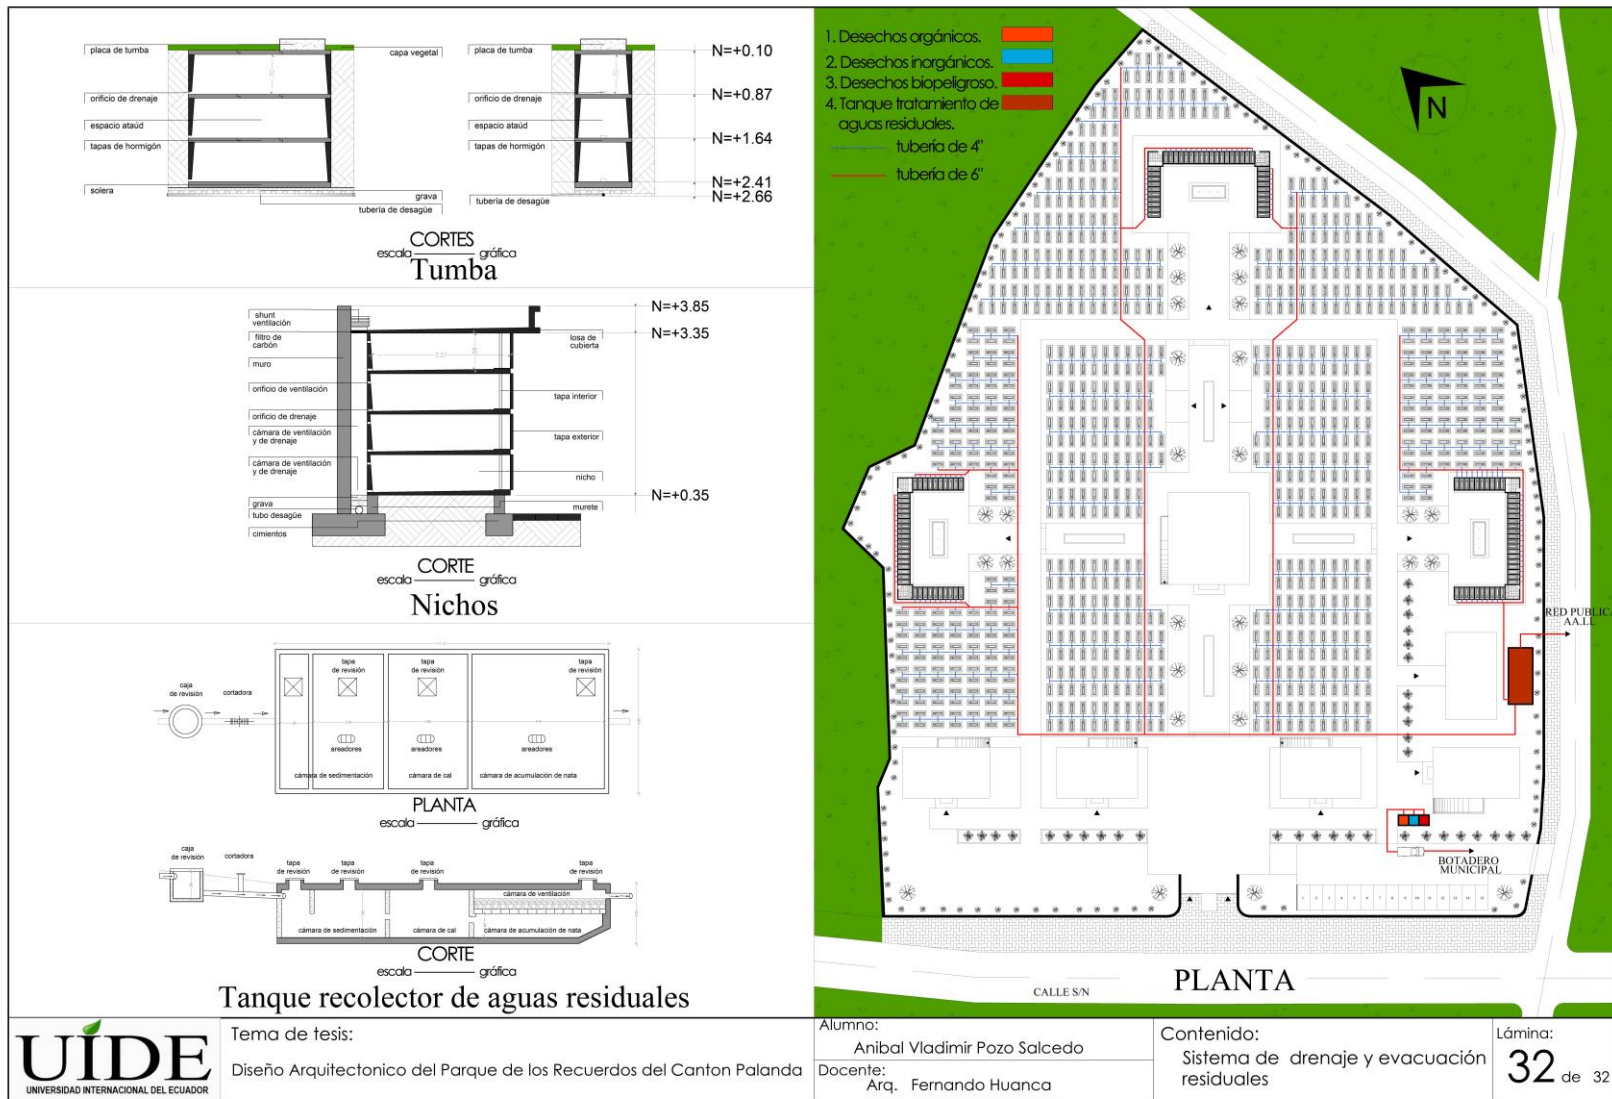 placa de tumba
capa vegetal
orificio de drenaje
espacio ataúd
tapas de hormigón
solera
grava
tubería de desagüe
placa de tumba
orificio de drenaje
espacio ataúd
tapas de hormigón
tubería de desagüe
N=+0.10
N=+0.87
N=+1.64
N=+2.41
N=+2.66
CORTES
escala gráfica
Tumba
shunt
ventilación
filtro de
carbón
muro
orificio de ventilación
orificio de drenaje
cámara de ventilación
y de drenaje
cámara de ventilación
y de drenaje
grava
tubo desagüe
cimientos
losa de
cubierta
tapa interior
tapa exterior
nicho
murete
N=+3.85
N=+3.35
N=+0.35
CORTE
escala gráfica
Nichos
caja
de revisión
cortadora
tapa
de revisión
tapa
de revisión
tapa
de revisión
areadores
areadores
areadores
cámara de sedimentación
cámara de cal
cámara de acumulación de nata
PLANTA
escala gráfica
caja
de revisión
cortadora
tapa
de revisión
tapa
de revisión
tapa
de revisión
tapa
de revisión
cámara de ventilación
cámara de sedimentación
cámara de cal
cámara de acumulación de nata
CORTE
escala gráfica
Tanque recolector de aguas residuales
1. Desechos orgánicos.
2. Desechos inorgánicos.
3. Desechos biopeligroso.
4. Tanque tratamiento de
aguas residuales.
tubería de 4"
tubería de 6"
N
RED PUBLICA
AA.LL
BOTADERO
MUNICIPAL
CALLE S/N
PLANTA
UIDE
UNIVERSIDAD INTERNACIONAL DEL ECUADOR
Tema de tesis:
Diseño Arquitectonico del Parque de los Recuerdos del Canton Palanda
Alumno:
Anibal Vladimir Pozo Salcedo
Docente:
Arq. Fernando Huanca
Contenido:
Sistema de drenaje y evacuación
residuales
Lámina:
32 de 32